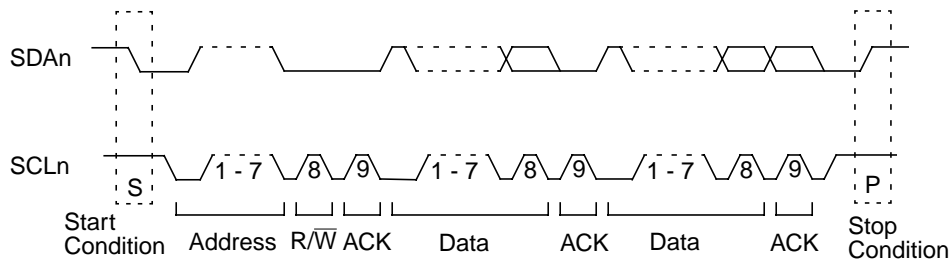 SDAn
SCLn
S
1 - 7
8
9
1 - 7
8
9
1 - 7
8
9
P
Start
Condition
Address
R/W
ACK
Data
ACK
Data
ACK
Stop
Condition